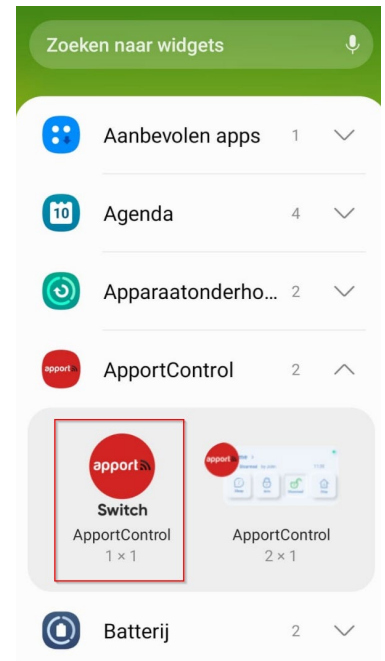 Zoeken naar widgets
Aanbevolen apps 1
10
Agenda 4
Apparaatonderho... 2
apport
ApportControl 2
apport
Switch
ApportControl
1 × 1
apport
ApportControl
2 × 1
Batterij 2